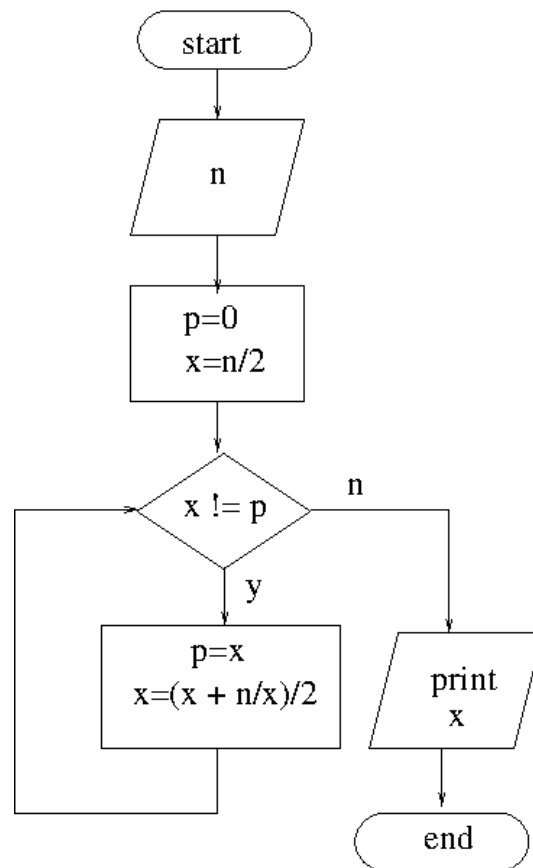 start
n
p=0
x=n/2
x != p
n
y
p=x
x=(x + n/x)/2
print
x
end